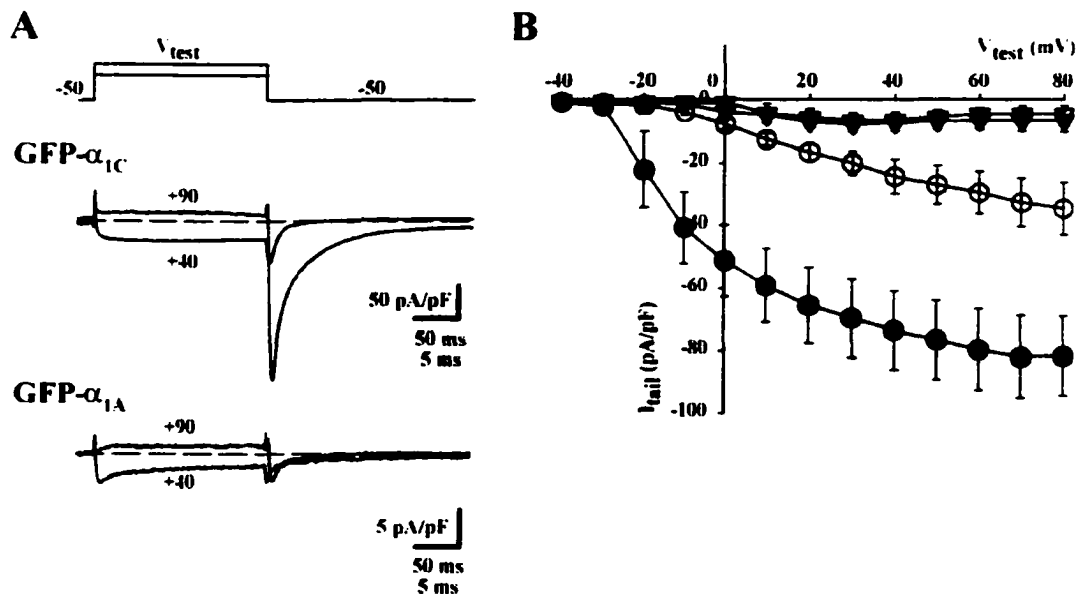 A
V_test
-50
-50
GFP-α_1C
+90
+40
50 pA/pF
50 ms
5 ms
GFP-α_1A
+90
+40
5 pA/pF
50 ms
5 ms
B
V_test (mV)
-40 -20 0 20 40 60 80
0
-20
-40
-60
-80
-100
I_tail (pA/pF)